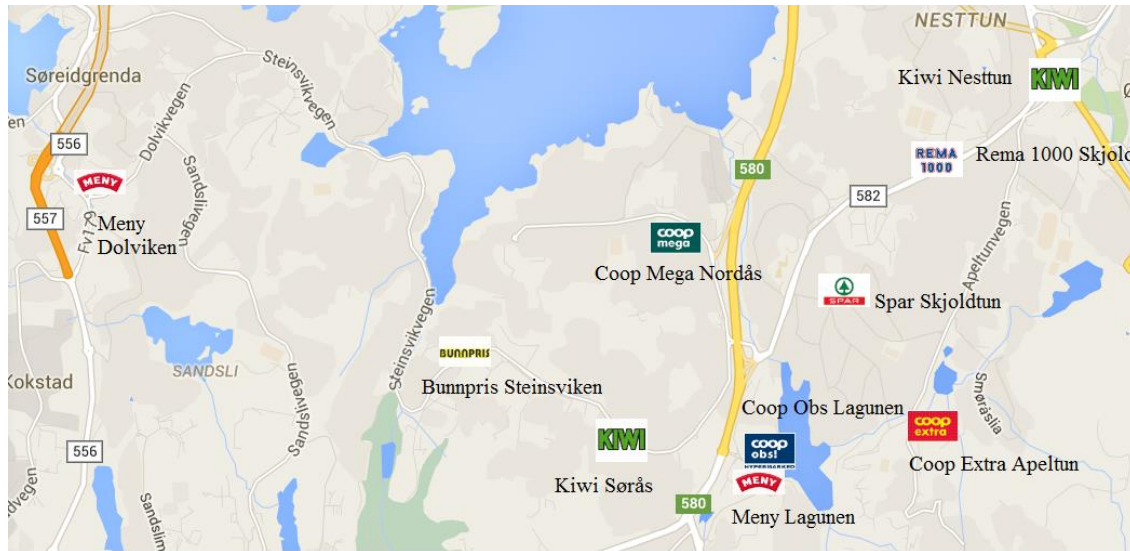 NESTTUN
Søreidgrenda
Steinsvikvegen
Dolvikvegen
Kiwi Nesttun
KIWI
556
MENY
Meny
Dolviken
557
Fv179
Sandslivegen
REMA
1000
Rema 1000 Skjold
580
582
coop
mega
Coop Mega Nordås
Apeltunvegen
SPAR
Spar Skjoldtun
Steinsvikvegen
BUNNPRIS
Bunnpris Steinsviken
SANDSLI
Kokstad
Sandslivegen
Smøråslia
Coop Obs Lagunen
coop
extra
Coop Extra Apeltun
KIWI
Kiwi Sørås
coop
obs!
HYPERMARKED
MENY
Meny Lagunen
556
580